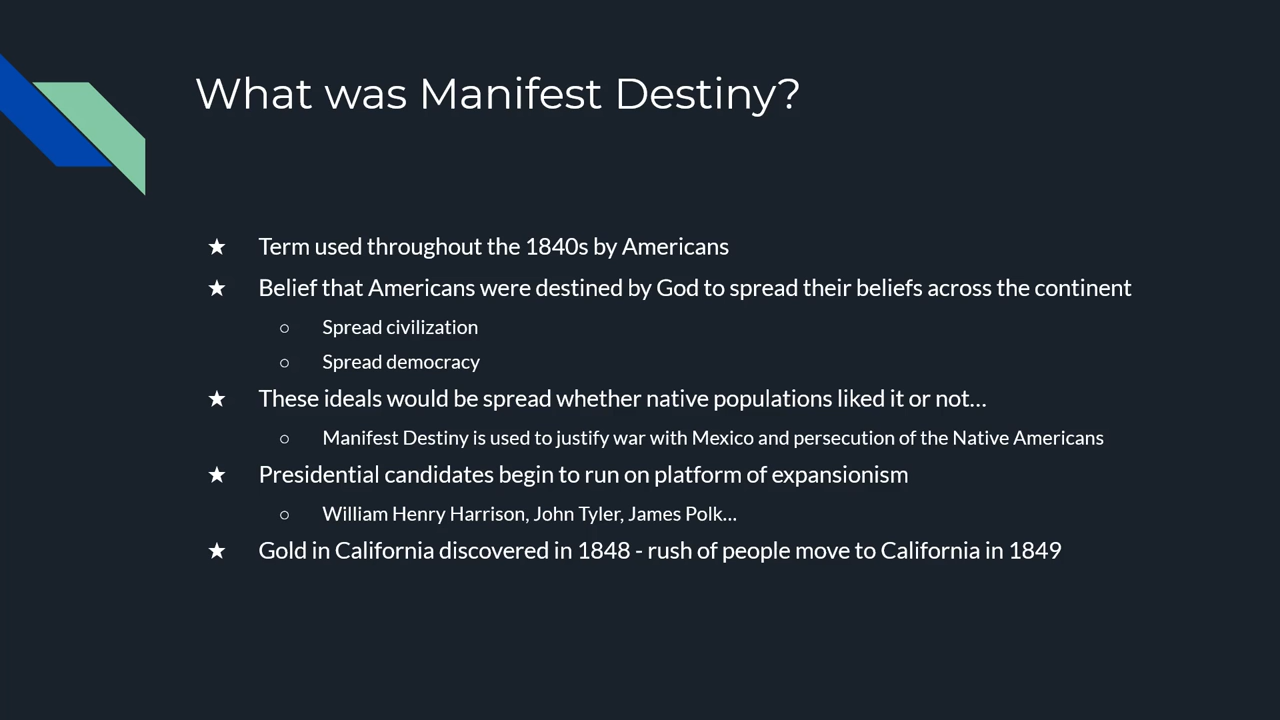 What was Manifest Destiny?
★ Term used throughout the 1840s by Americans
★ Belief that Americans were destined by God to spread their beliefs across the continent
○ Spread civilization
○ Spread democracy
★ These ideals would be spread whether native populations liked it or not...
○ Manifest Destiny is used to justify war with Mexico and persecution of the Native Americans
★ Presidential candidates begin to run on platform of expansionism
○ William Henry Harrison, John Tyler, James Polk...
★ Gold in California discovered in 1848 - rush of people move to California in 1849